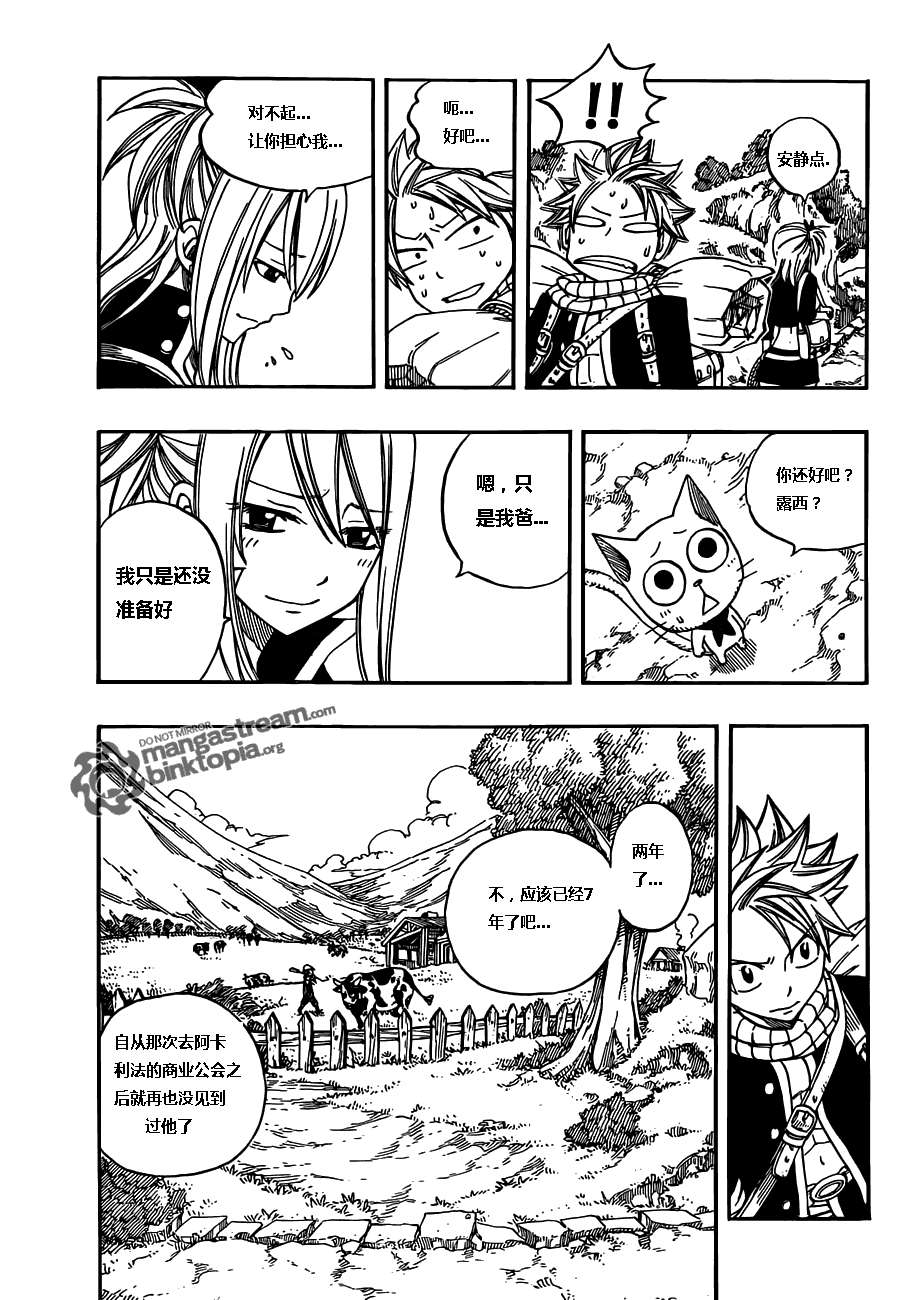 安静点.
!!
呃...
好吧...
对不起...
让你担心我...
你还好吧？
露西？
嗯，只
是我爸...
我只是还没
准备好
两年
了...
不，应该已经7
年了吧...
自从那次去阿卡
利法的商业公会之
后就再也没见到
过他了
DO NOT MIRROR
mangastream.com
binktopia.org